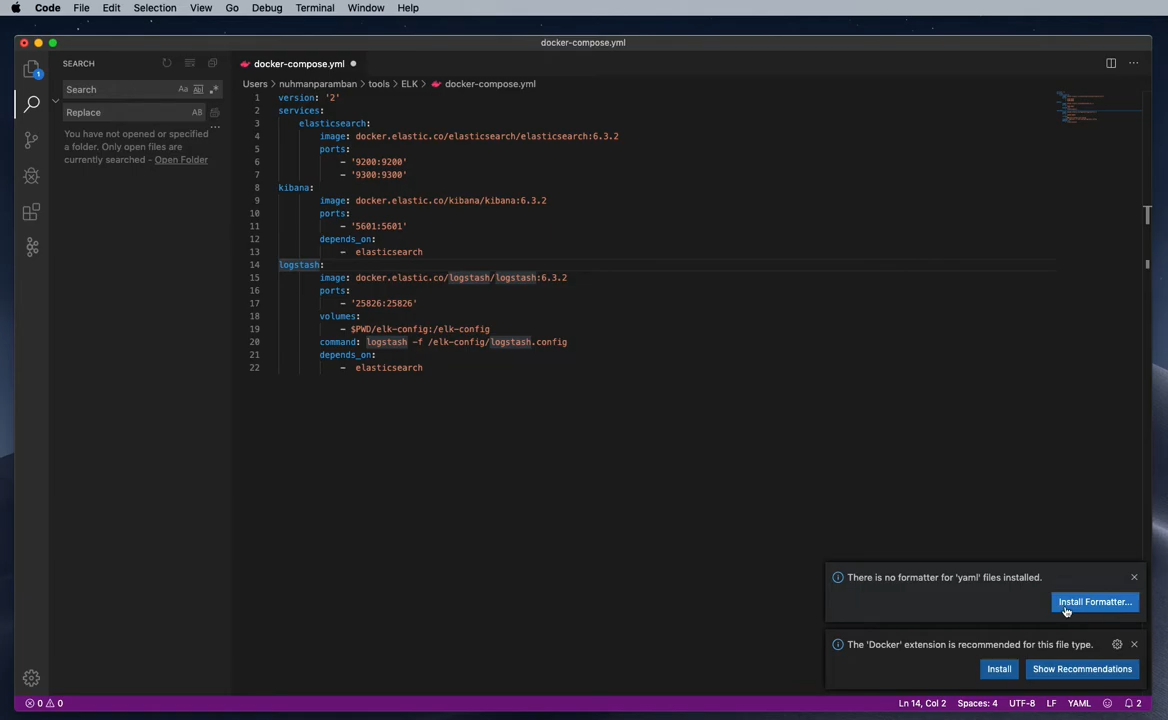 Code File Edit Selection View Go Debug Terminal Window Help
docker-compose.yml
SEARCH
docker-compose.yml
Users > nuhmanparamban > tools > ELK > docker-compose.yml
1
Search
Aa Ab| .*
Replace
AB
You have not opened or specified
a folder. Only open files are
currently searched - Open Folder
1 version: '2'
2 services:
3 elasticsearch:
4 image: docker.elastic.co/elasticsearch/elasticsearch:6.3.2
5 ports:
6 - '9200:9200'
7 - '9300:9300'
8 kibana:
9 image: docker.elastic.co/kibana/kibana:6.3.2
10 ports:
11 - '5601:5601'
12 depends_on:
13 - elasticsearch
14 logstash:
15 image: docker.elastic.co/logstash/logstash:6.3.2
16 ports:
17 - '25826:25826'
18 volumes:
19 - $PWD/elk-config:/elk-config
20 command: logstash -f /elk-config/logstash.config
21 depends_on:
22 - elasticsearch
There is no formatter for 'yaml' files installed.
Install Formatter...
The 'Docker' extension is recommended for this file type.
Install Show Recommendations
0 0
Ln 14, Col 2 Spaces: 4 UTF-8 LF YAML 2